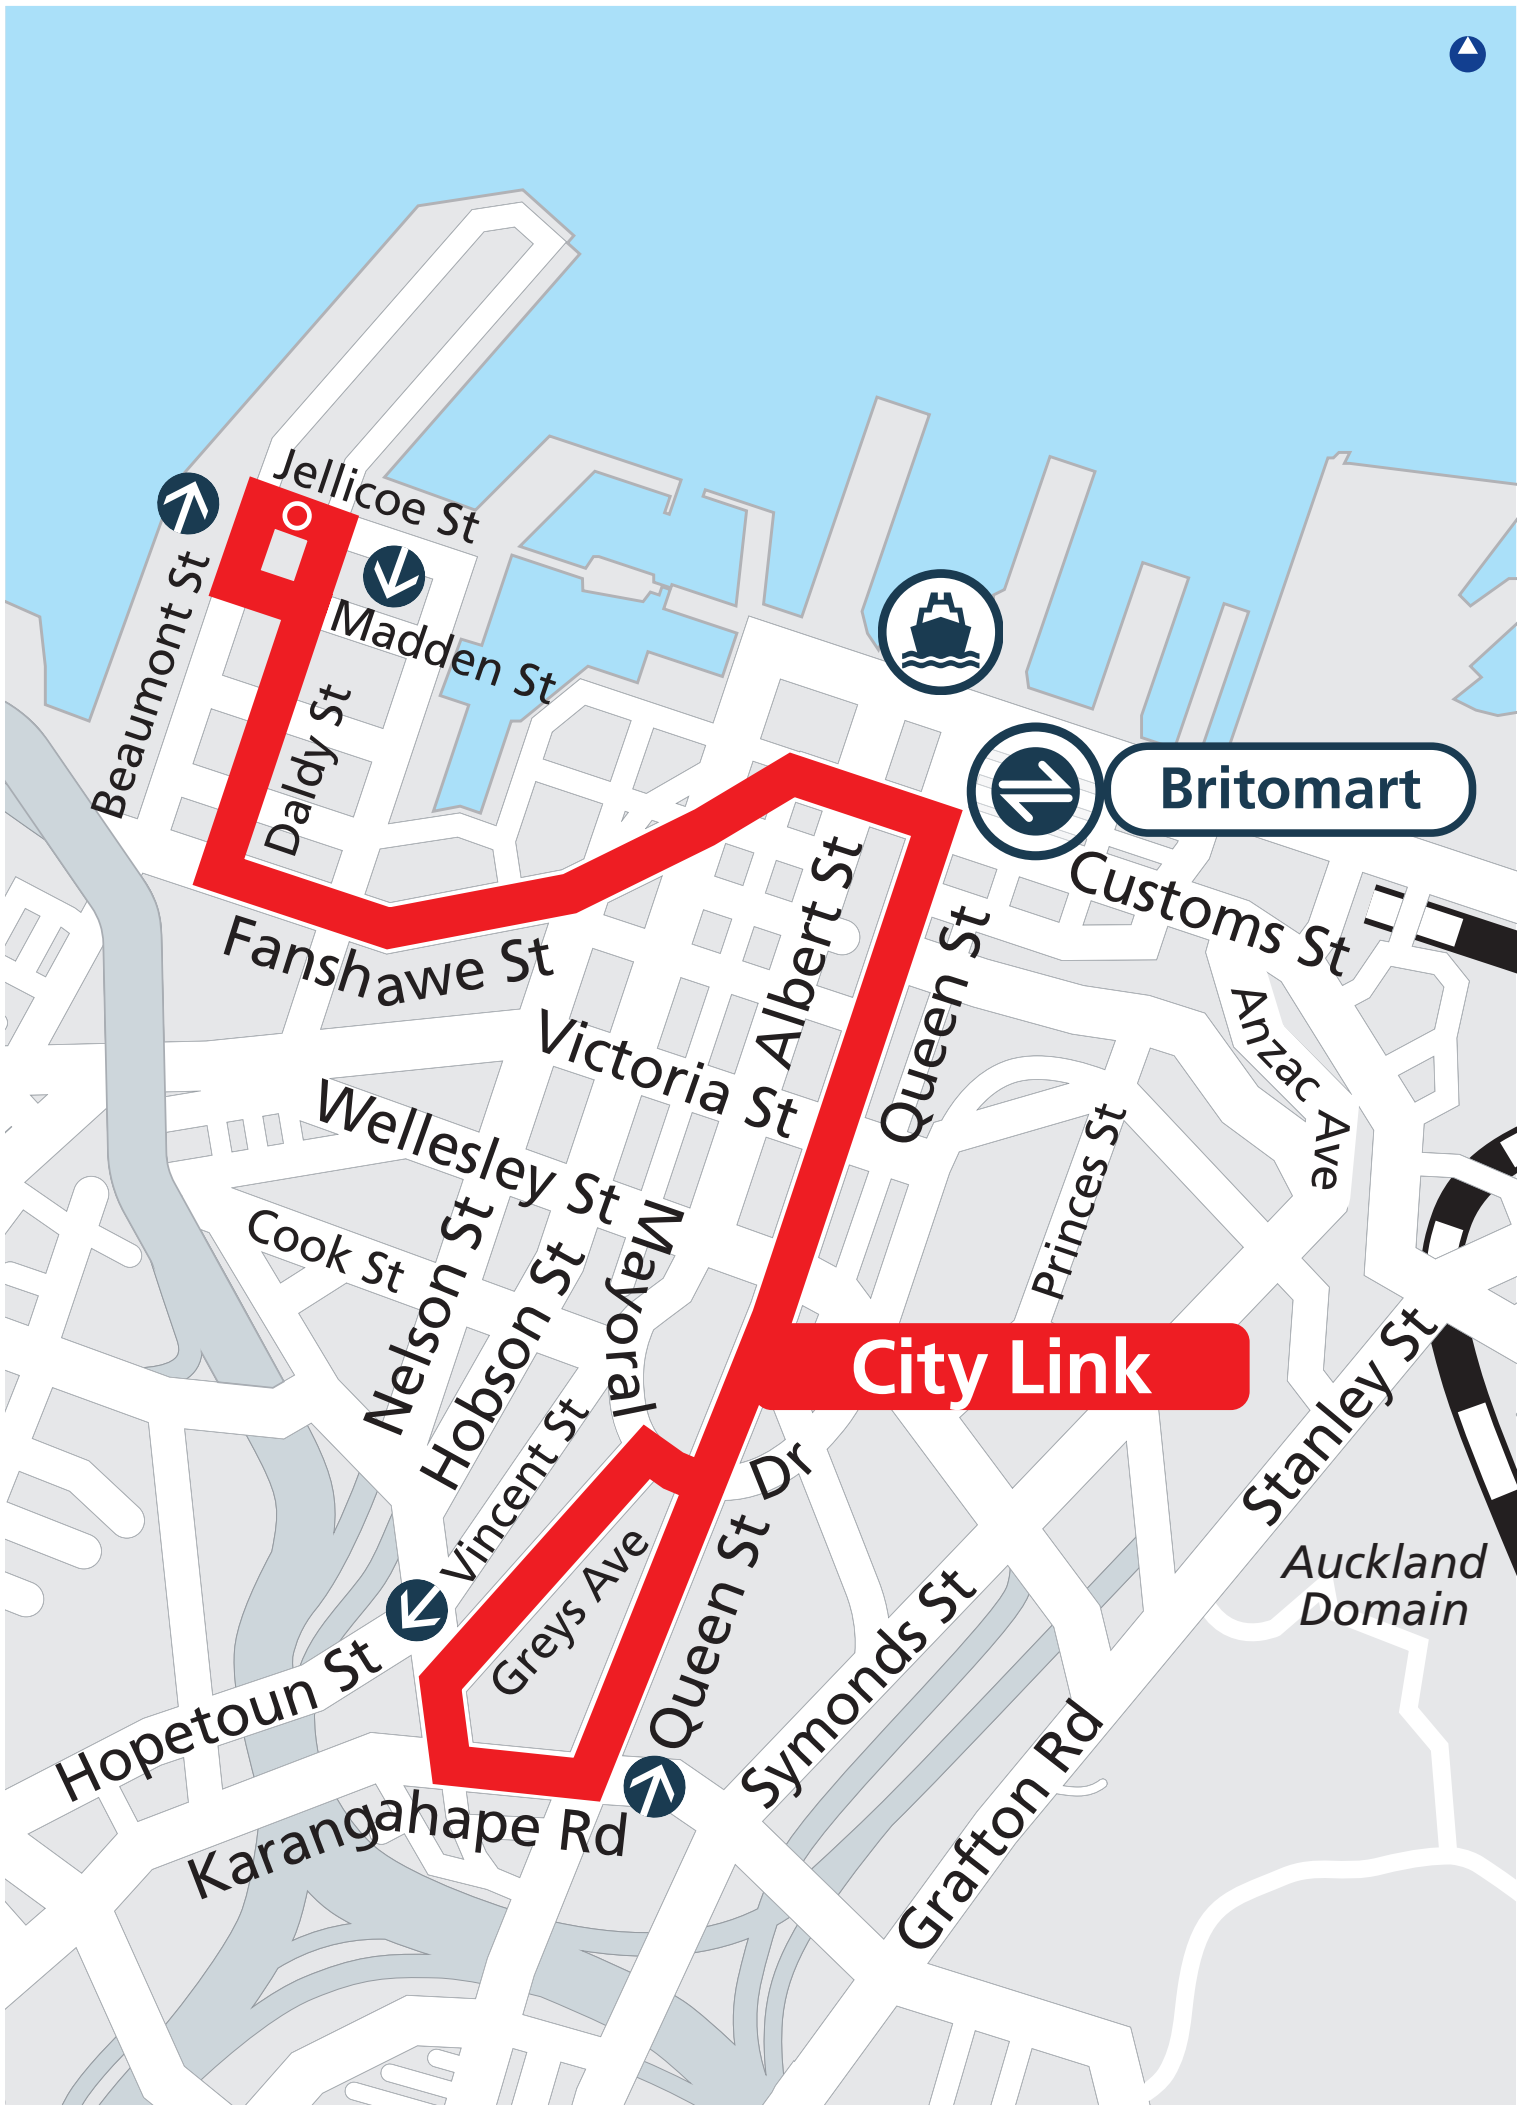 Jellicoe St
Madden St
Beaumont St
Daldy St
Britomart
Fanshawe St
Albert St
Customs St
Queen St
Victoria St
Anzac Ave
Wellesley St
Princes St
Cook St
Nelson St
Hobson St
Mayoral
Dr
City Link
Vincent St
Stanley St
Greys Ave
Queen St
Auckland
Domain
Symonds St
Hopetoun St
Grafton Rd
Karangahape Rd